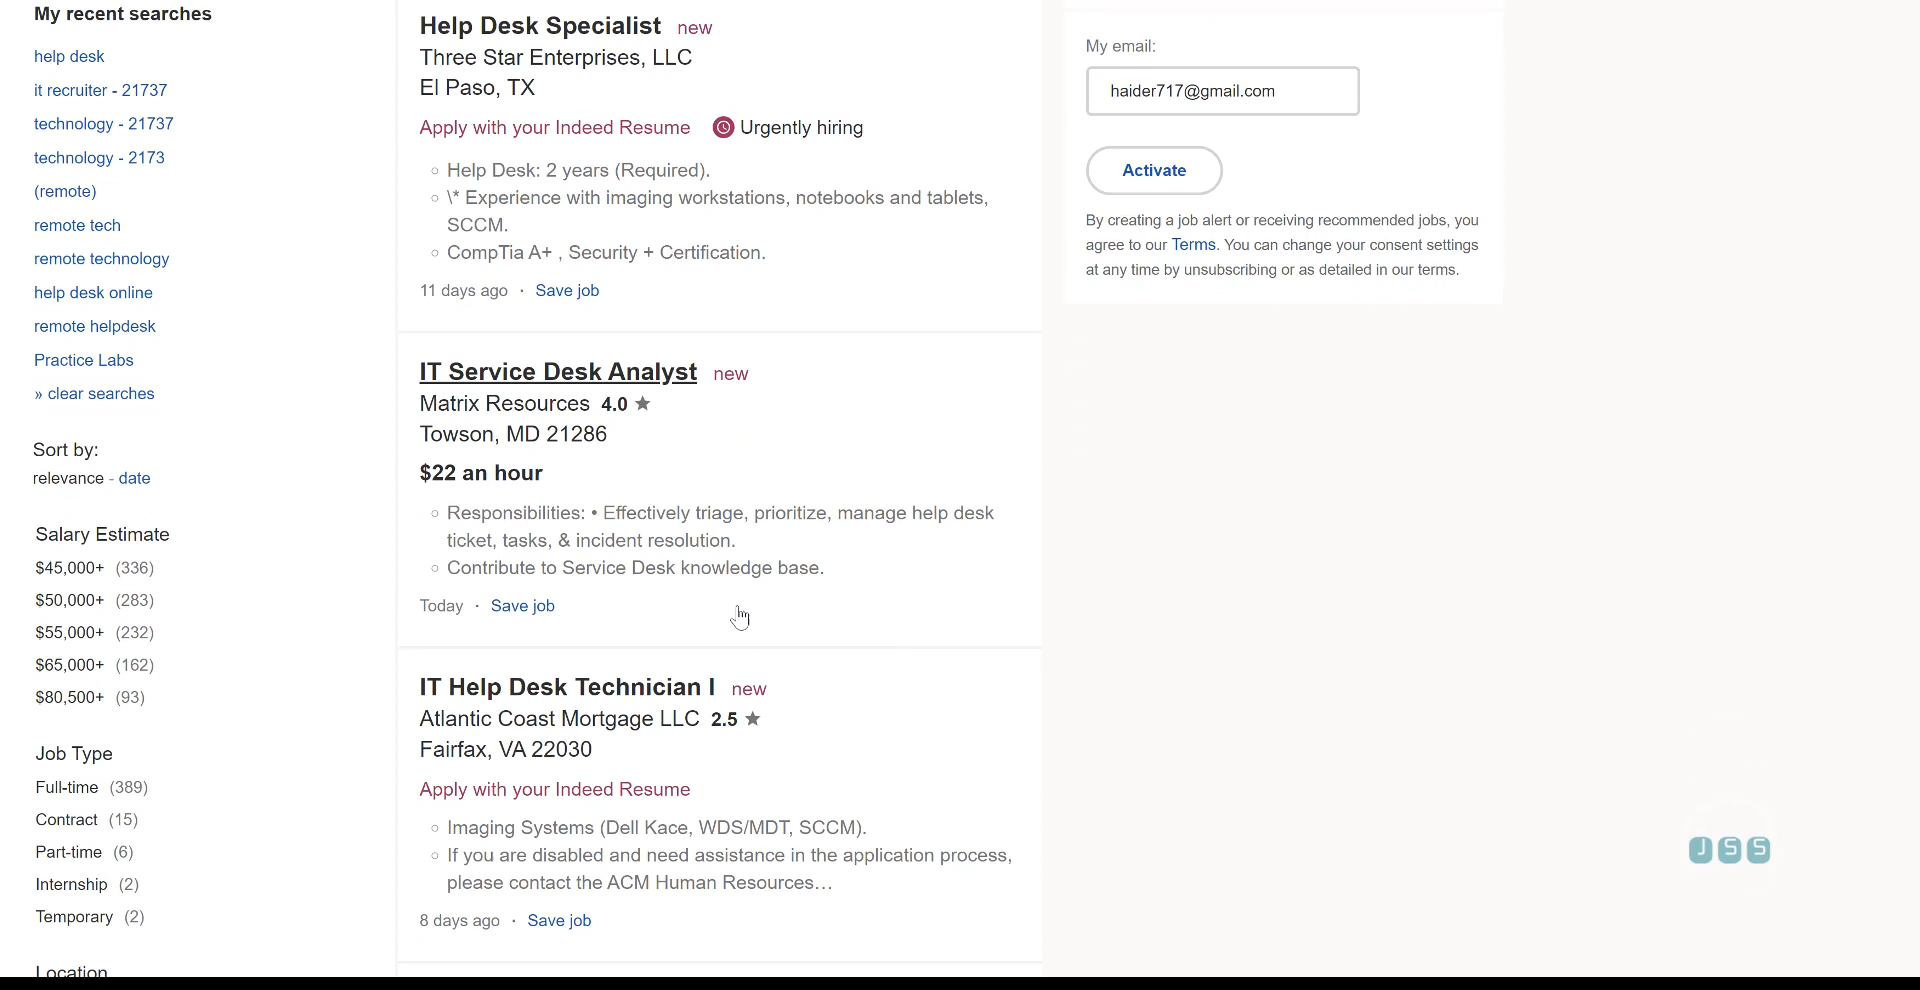 My recent searches
help desk
it recruiter - 21737
technology - 21737
technology - 2173
(remote)
remote tech
remote technology
help desk online
remote helpdesk
Practice Labs
» clear searches
Sort by:
relevance - date
Salary Estimate
$45,000+ (336)
$50,000+ (283)
$55,000+ (232)
$65,000+ (162)
$80,500+ (93)
Job Type
Full-time (389)
Contract (15)
Part-time (6)
Internship (2)
Temporary (2)
Location
Help Desk Specialist new
Three Star Enterprises, LLC
El Paso, TX
Apply with your Indeed Resume Urgently hiring
Help Desk: 2 years (Required).
\* Experience with imaging workstations, notebooks and tablets,
SCCM.
CompTia A+ , Security + Certification.
11 days ago · Save job
IT Service Desk Analyst new
Matrix Resources 4.0 ★
Towson, MD 21286
$22 an hour
Responsibilities: • Effectively triage, prioritize, manage help desk
ticket, tasks, & incident resolution.
Contribute to Service Desk knowledge base.
Today · Save job
IT Help Desk Technician I new
Atlantic Coast Mortgage LLC 2.5 ★
Fairfax, VA 22030
Apply with your Indeed Resume
Imaging Systems (Dell Kace, WDS/MDT, SCCM).
If you are disabled and need assistance in the application process,
please contact the ACM Human Resources…
8 days ago · Save job
My email:
haider717@gmail.com
Activate
By creating a job alert or receiving recommended jobs, you
agree to our Terms. You can change your consent settings
at any time by unsubscribing or as detailed in our terms.
JSS